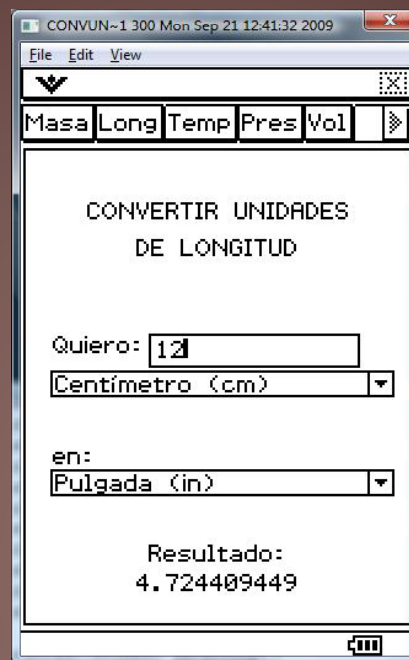 CONVUN~1 300 Mon Sep 21 12:41:32 2009
File Edit View
Masa Long Temp Pres Vol
CONVERTIR UNIDADES
DE LONGITUD
Quiero: 12
Centímetro (cm)
en:
Pulgada (in)
Resultado:
4.724409449